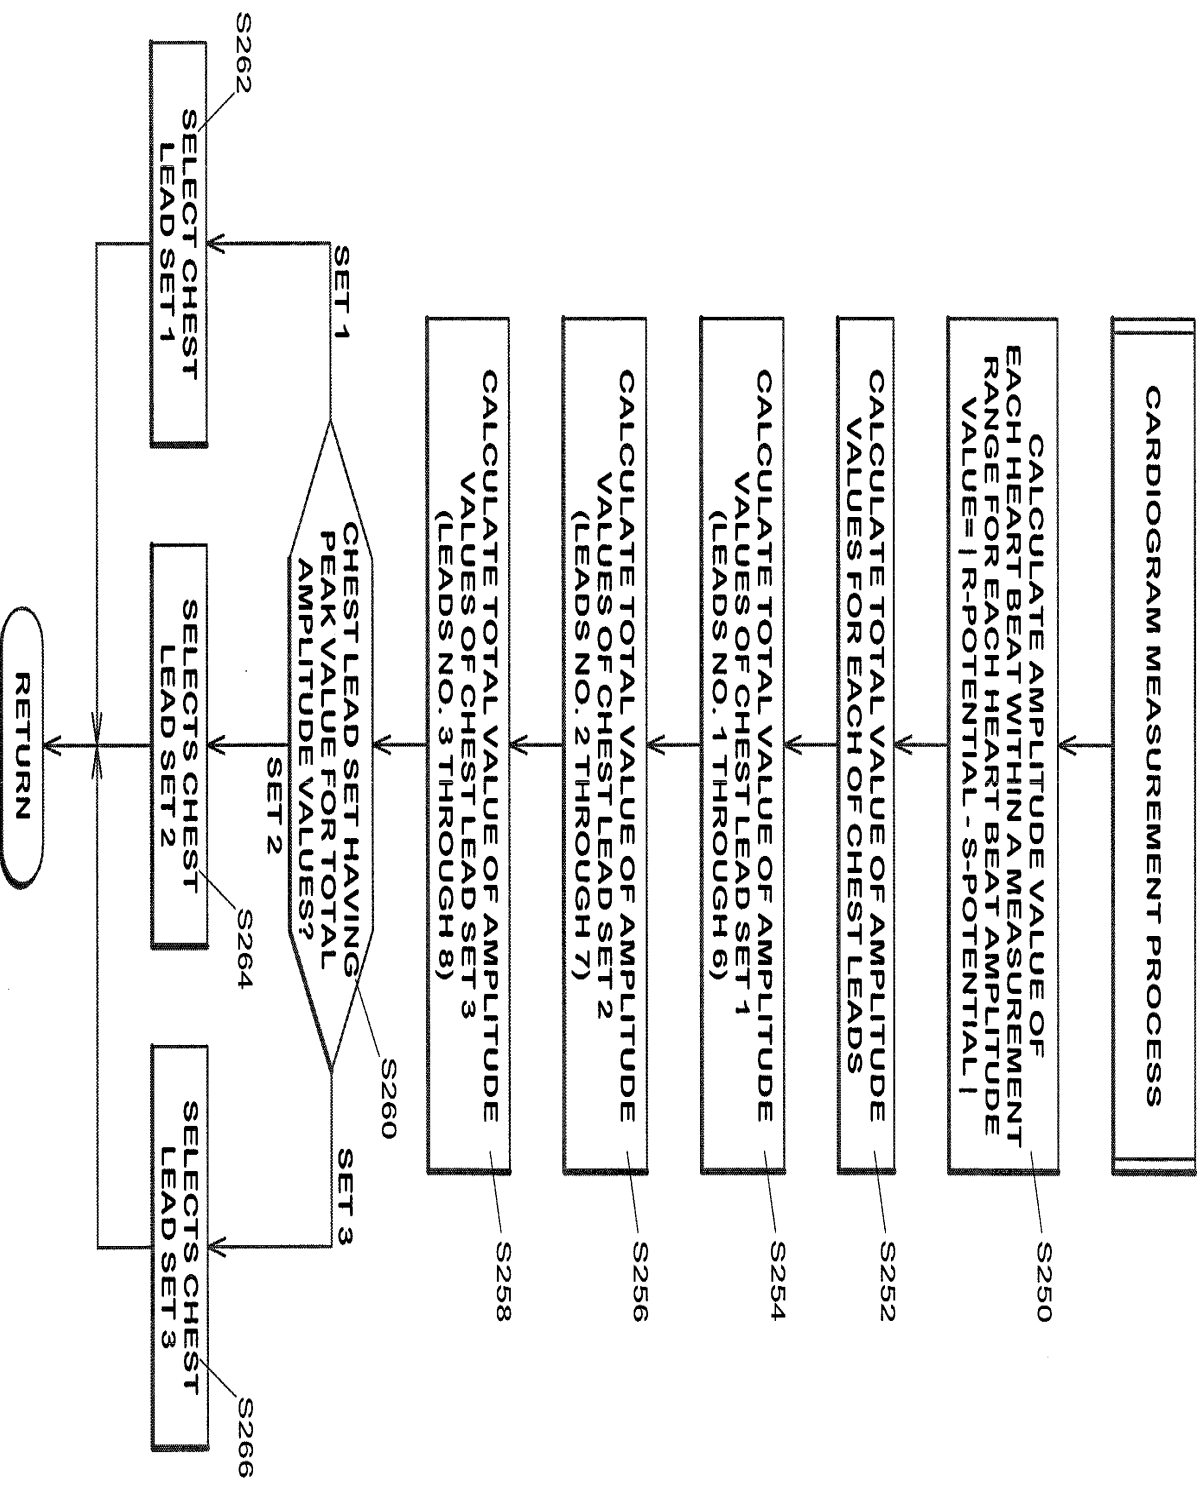 CARDIOGRAM MEASUREMENT PROCESS
CALCULATE AMPLITUDE VALUE OF
EACH HEART BEAT WITHIN A MEASUREMENT
RANGE FOR EACH HEART BEAT AMPLITUDE
VALUE= | R-POTENTIAL - S-POTENTIAL |
S250
CALCULATE TOTAL VALUE OF AMPLITUDE
VALUES FOR EACH OF CHEST LEADS
S252
CALCULATE TOTAL VALUE OF AMPLITUDE
VALUES OF CHEST LEAD SET 1
(LEADS NO. 1 THROUGH 6)
S254
CALCULATE TOTAL VALUE OF AMPLITUDE
VALUES OF CHEST LEAD SET 2
(LEADS NO. 2 THROUGH 7)
S256
CALCULATE TOTAL VALUE OF AMPLITUDE
VALUES OF CHEST LEAD SET 3
(LEADS NO. 3 THROUGH 8)
S258
CHEST LEAD SET HAVING
PEAK VALUE FOR TOTAL
AMPLITUDE VALUES?
S260
SET 1
SET 2
SET 3
S262
SELECT CHEST
LEAD SET 1
SELECTS CHEST
LEAD SET 2
S264
SELECTS CHEST
LEAD SET 3
S266
RETURN